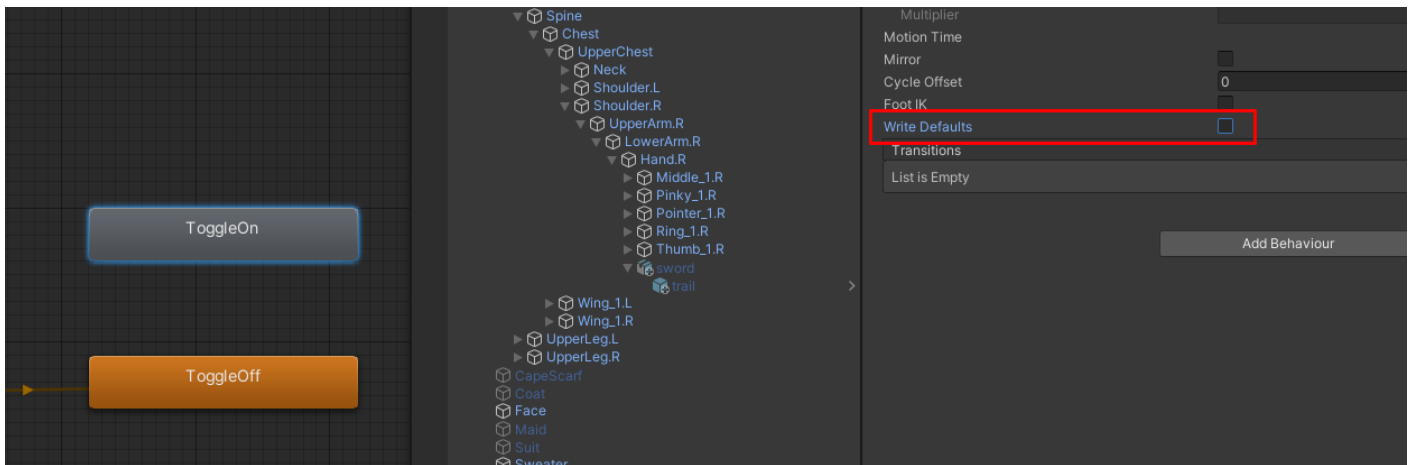 ToggleOn
ToggleOff
Spine
Chest
UpperChest
Neck
Shoulder.L
Shoulder.R
UpperArm.R
LowerArm.R
Hand.R
Middle_1.R
Pinky_1.R
Pointer_1.R
Ring_1.R
Thumb_1.R
sword
trail
Wing_1.L
Wing_1.R
UpperLeg.L
UpperLeg.R
CapeScarf
Coat
Face
Maid
Suit
Sweater
Multiplier
Motion Time
Mirror
Cycle Offset 0
Foot IK
Write Defaults
Transitions
List is Empty
Add Behaviour